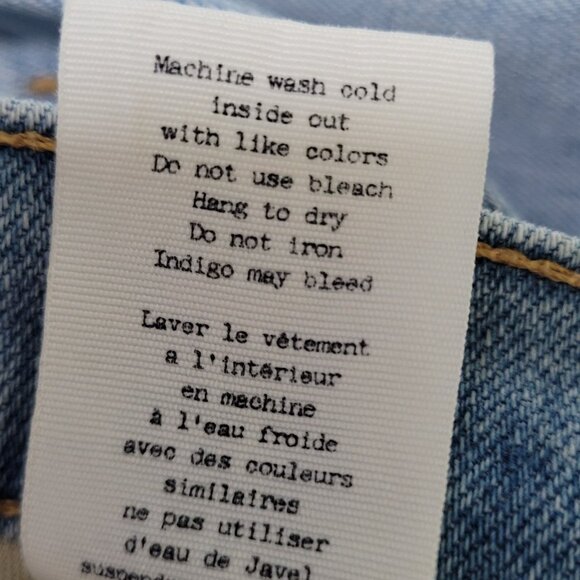 Machine wash cold
inside out
with like colors
Do not use bleach
Hang to dry
Do not iron
Indigo may bleed
Laver le vêtement
a l'intérieur
en machine
à l'eau froide
avec des couleurs
similaires
ne pas utiliser
d'eau de Javel